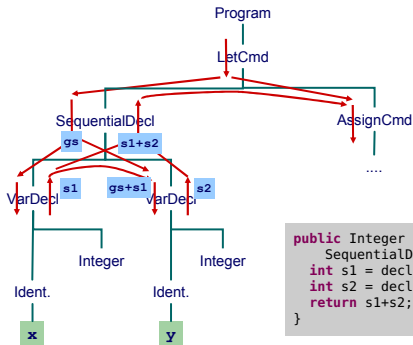 Program
LetCmd
SequentialDecl
AssignCmd
gs
s1+s2
....
VarDecl
s1
gs+s1
VarDecl
s2
Integer
Integer
Ident.
Ident.
x
y
public Integer
SequentialD
int s1 = decl
int s2 = decl
return s1+s2;
}